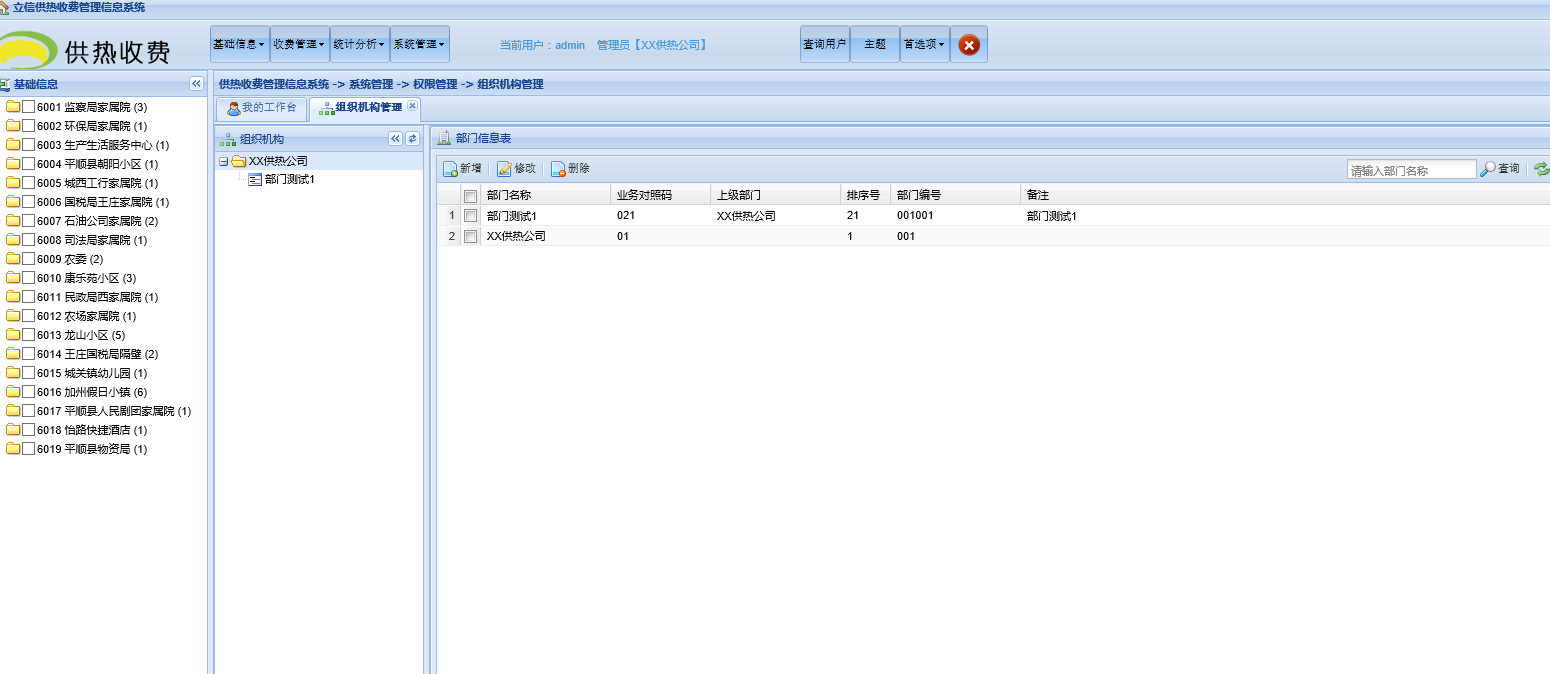 立信供热收费管理信息系统
供热收费
基础信息 收费管理 统计分析 系统管理
当前用户：admin 管理员【XX供热公司】
查询用户 主题 首选项
基础信息
6001 监察局家属院 (3)
6002 环保局家属院 (1)
6003 生产生活服务中心 (1)
6004 平顺县朝阳小区 (1)
6005 城西工行家属院 (1)
6006 国税局王庄家属院 (1)
6007 石油公司家属院 (2)
6008 司法局家属院 (1)
6009 农委 (2)
6010 康乐苑小区 (3)
6011 民政局西家属院 (1)
6012 农场家属院 (1)
6013 龙山小区 (5)
6014 王庄国税局隔壁 (2)
6015 城关镇幼儿园 (1)
6016 加州假日小镇 (6)
6017 平顺县人民剧团家属院 (1)
6018 怡路快捷酒店 (1)
6019 平顺县物资局 (1)
供热收费管理信息系统 -> 系统管理 -> 权限管理 -> 组织机构管理
我的工作台 组织机构管理
组织机构
XX供热公司
部门测试1
部门信息表
新增 修改 删除 请输入部门名称 查询
部门名称 业务对照码 上级部门 排序号 部门编号 备注
1 部门测试1 021 XX供热公司 21 001001 部门测试1
2 XX供热公司 01 1 001